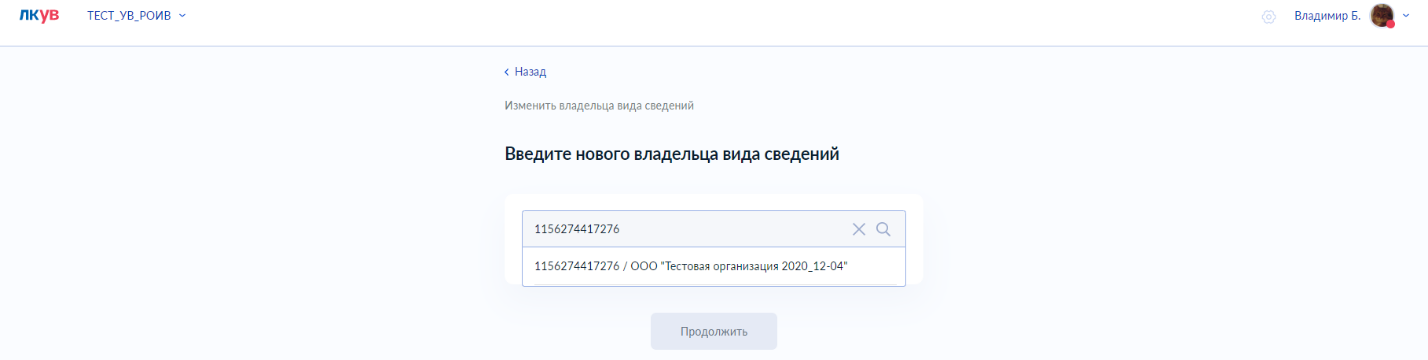 ЛКУВ
ТЕСТ_УВ_РОИВ
Владимир Б.
Назад
Изменить владельца вида сведений
Введите нового владельца вида сведений
1156274417276
1156274417276 / ООО "Тестовая организация 2020_12-04"
Продолжить